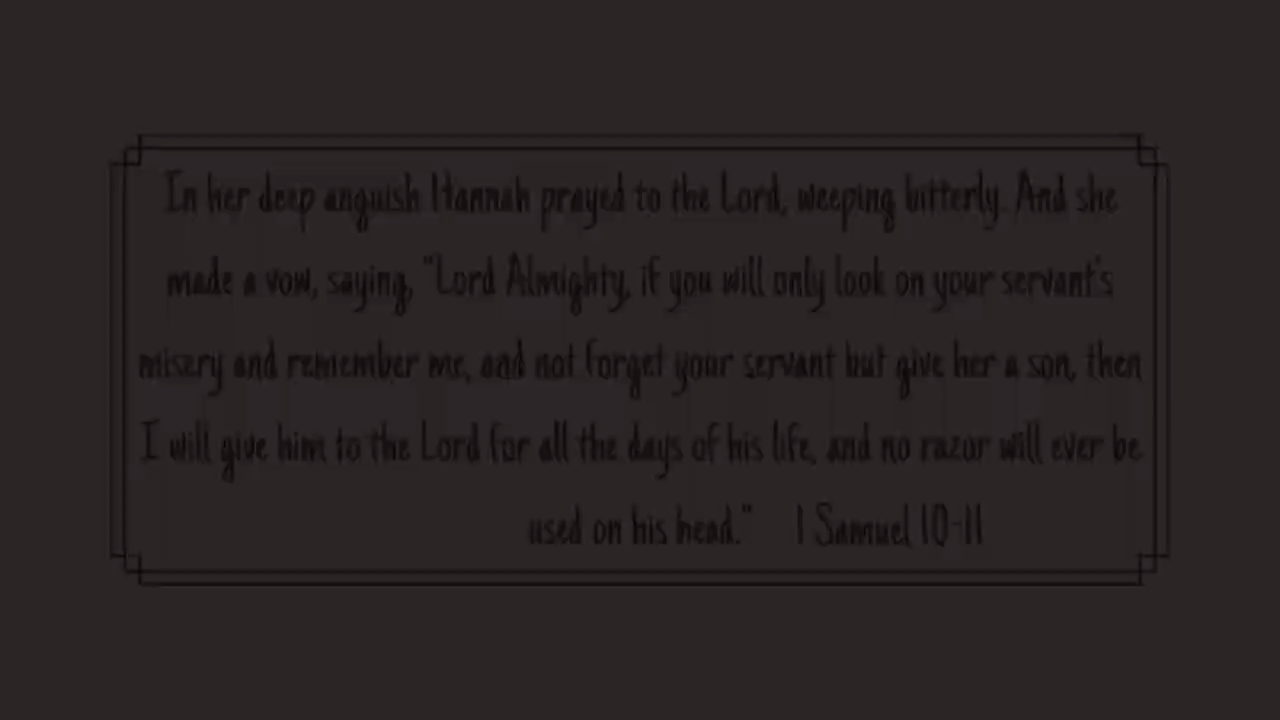 In her deep anguish Hannah prayed to the Lord, weeping bitterly. And she
made a vow, saying, "Lord Almighty, if you will only look on your servant's
misery and remember me, and not forget your servant but give her a son, then
I will give him to the Lord for all the days of his life, and no razor will ever be
used on his head." 1 Samuel 10-11